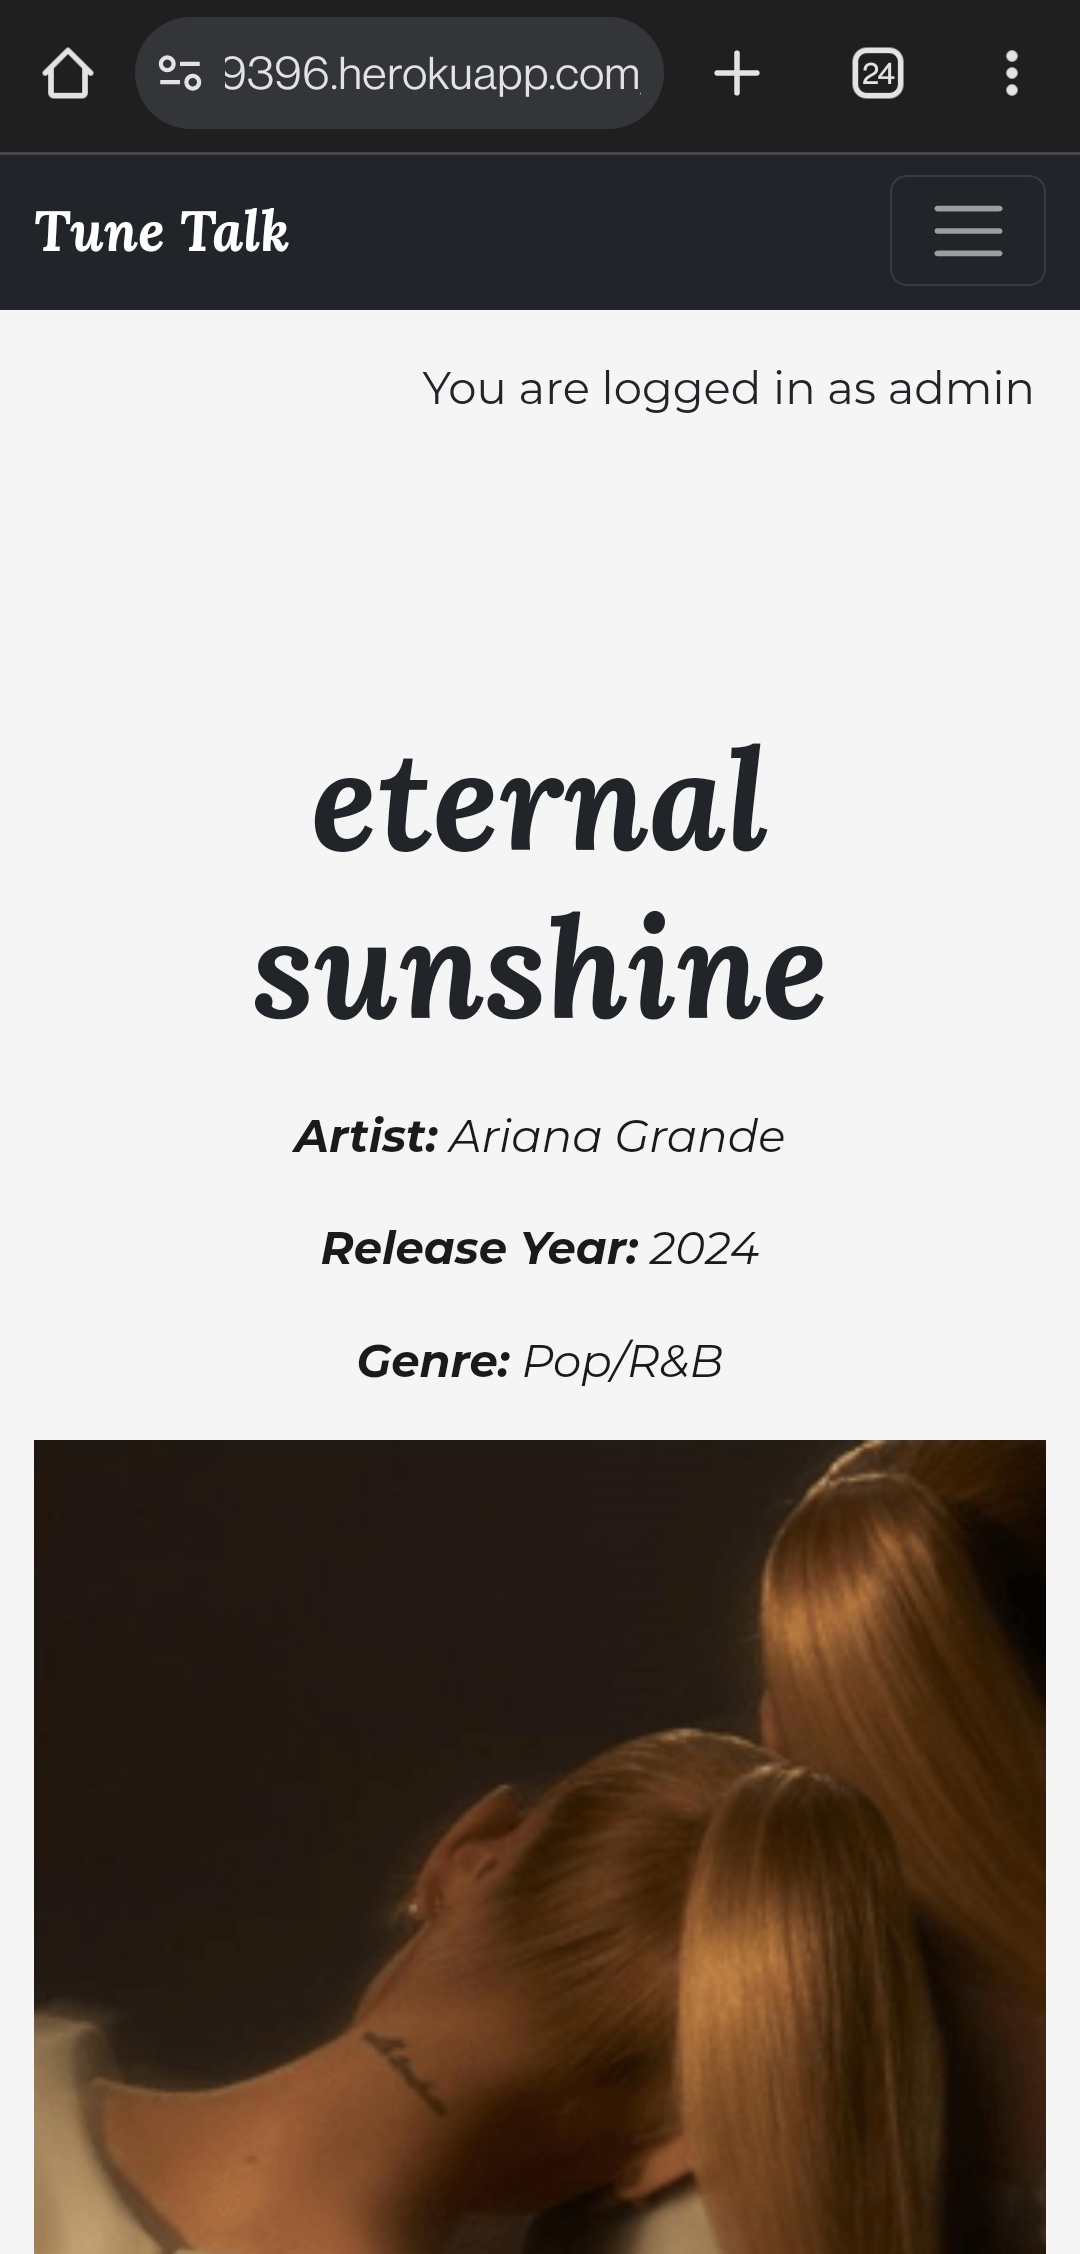 9396.herokuapp.com
24
Tune Talk
You are logged in as admin
eternal
sunshine
Artist: Ariana Grande
Release Year: 2024
Genre: Pop/R&B